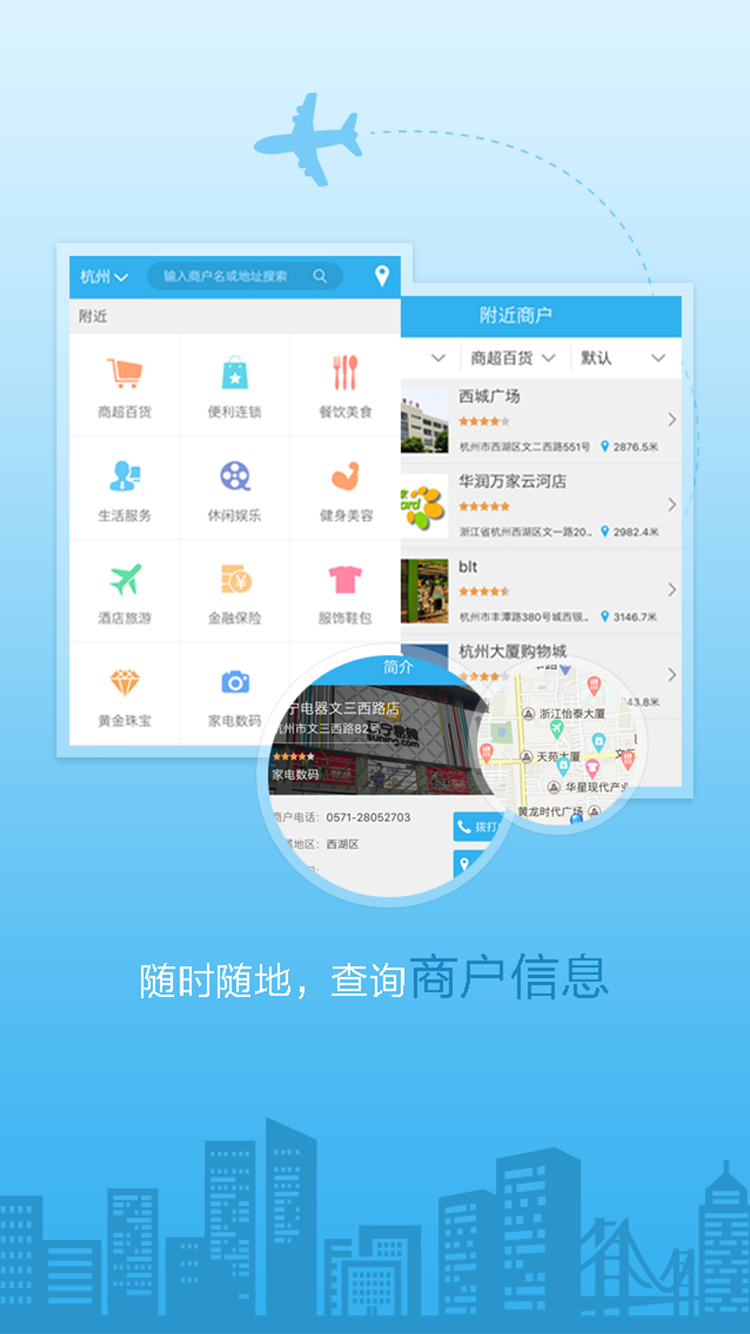 杭州
输入商户名或地址搜索
附近
商超百货 便利连锁 餐饮美食
生活服务 休闲娱乐 健身美容
酒店旅游 金融保险 服饰鞋包
黄金珠宝 家电数码
附近商户
商超百货 默认
西城广场
杭州市西湖区文二西路551号 2876.5米
华润万家云河店
浙江省杭州西湖区文一路20... 2982.4米
blt
杭州市丰潭路380号城西银... 3146.7米
杭州大厦购物城
43.8米
简介
宁电器文三西路店
杭州市文三西路82号
苏宁易购
suning.com
家电数码
商户电话: 0571-28052703
属地区: 西湖区
拨打
浙江怡泰大厦
天苑大厦
文
华星现代产业
黄龙时代广场
随时随地，查询商户信息